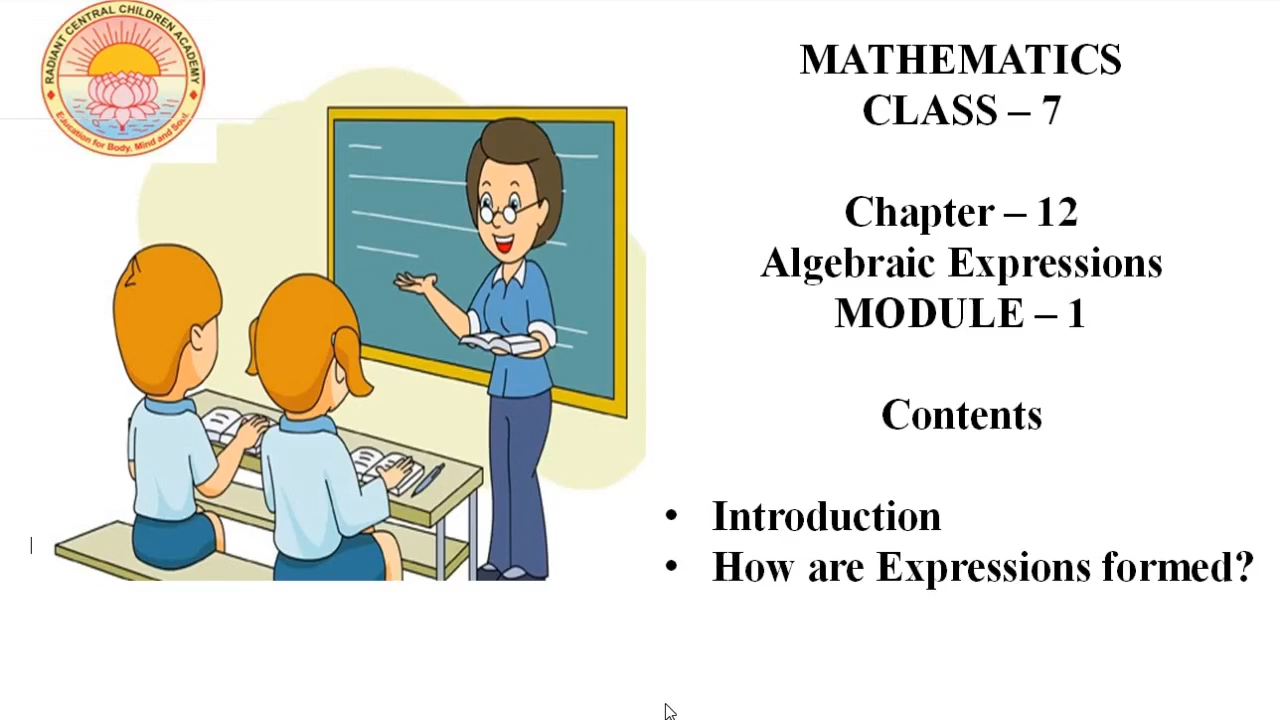 RADIANT CENTRAL CHILDREN ACADEMY
Education for Body, Mind and Soul
MATHEMATICS
CLASS – 7
Chapter – 12
Algebraic Expressions
MODULE – 1
Contents
• Introduction
• How are Expressions formed?